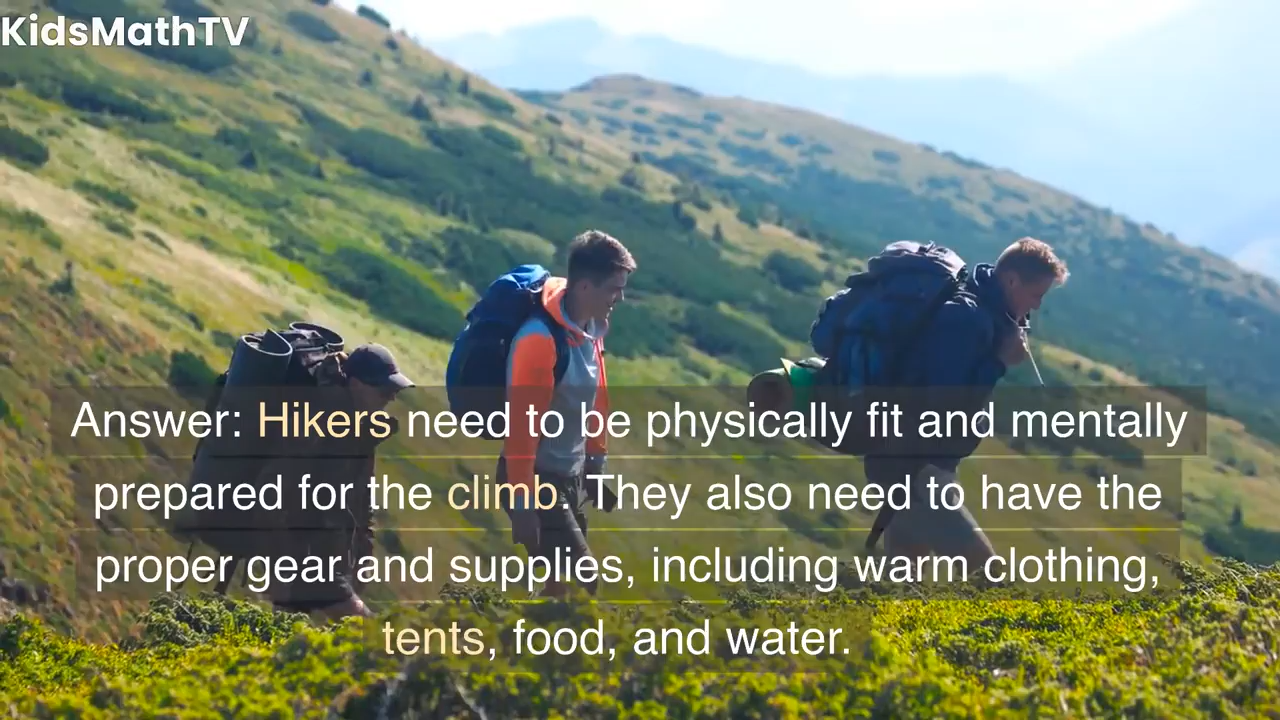 KidsMathTV
Answer: Hikers need to be physically fit and mentally
prepared for the climb. They also need to have the
proper gear and supplies, including warm clothing,
tents, food, and water.